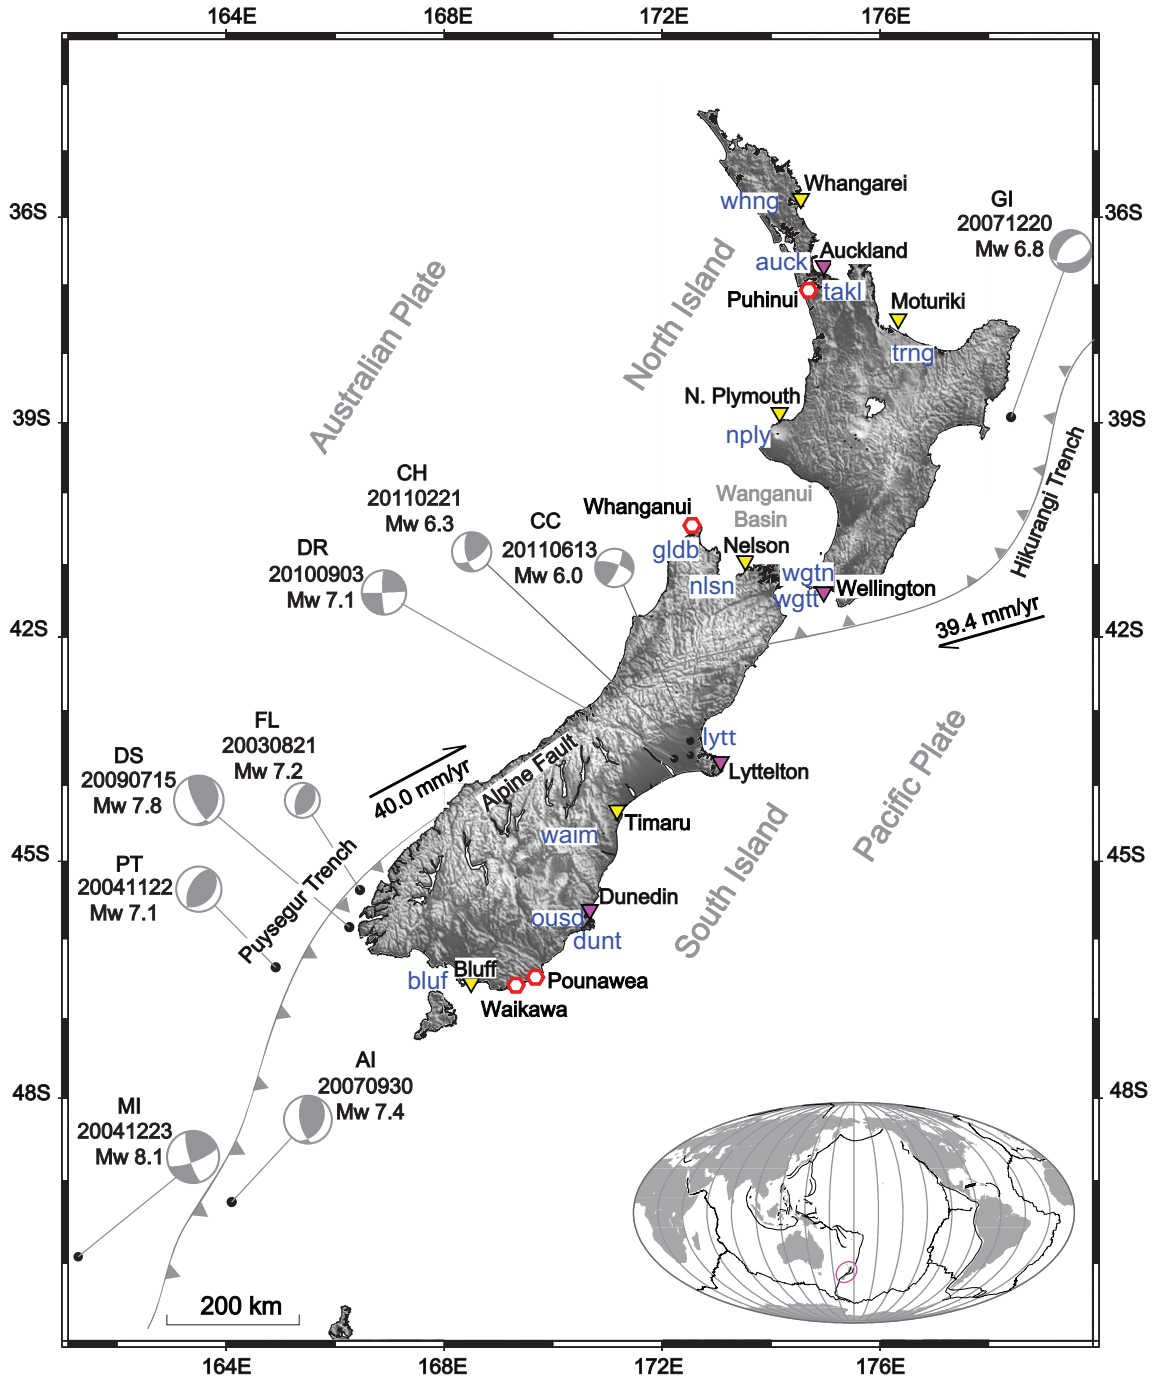 164E
168E
172E
176E
Whangarei
whng
GI
20071220
Mw 6.8
36S
36S
Auckland
auck
Puhinui
takl
Moturiki
trng
North Island
Australian Plate
N. Plymouth
nply
39S
39S
Hikurangi Trench
CH
20110221
Mw 6.3
Wanganui
Basin
Whanganui
CC
20110613
Mw 6.0
gldb
Nelson
nlsn
DR
20100903
Mw 7.1
wgtn
wgtt
Wellington
39.4 mm/yr
42S
42S
FL
20030821
Mw 7.2
DS
20090715
Mw 7.8
40.0 mm/yr
Alpine Fault
lytt
Lyttelton
Timaru
waim
Pacific Plate
South Island
45S
45S
PT
20041122
Mw 7.1
Puysegur Trench
Dunedin
ousd
dunt
Bluff
bluf
Pounawea
Waikawa
AI
20070930
Mw 7.4
48S
48S
MI
20041223
Mw 8.1
200 km
164E
168E
172E
176E